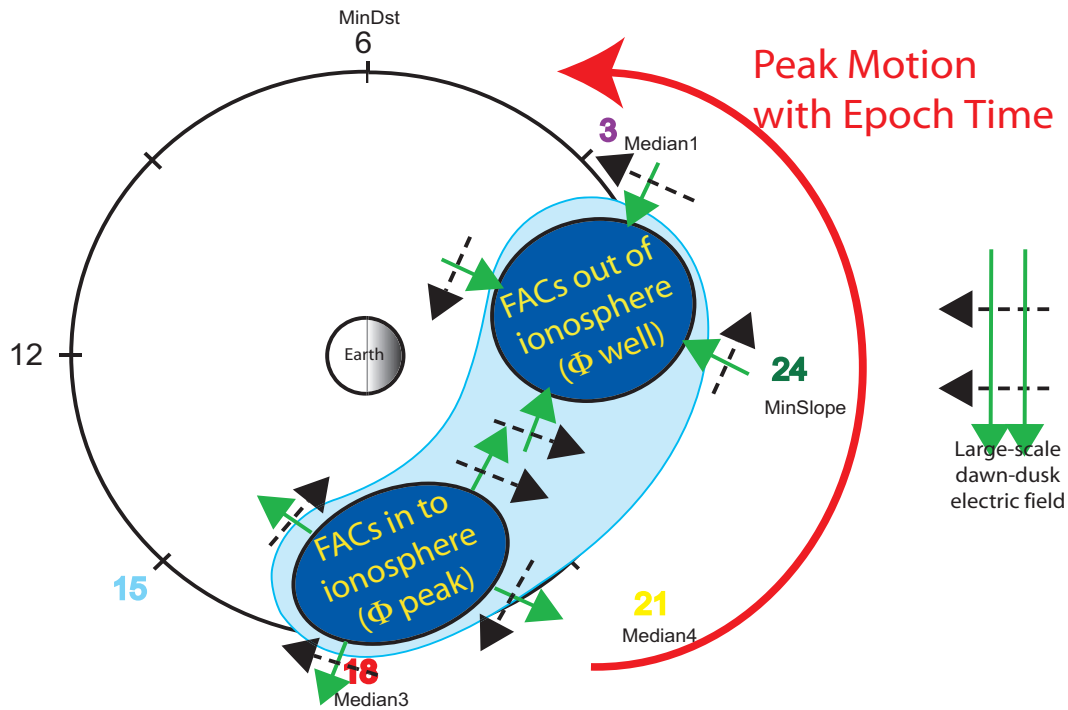 MinDst
6
Peak Motion
with Epoch Time
3
Median1
FACs out of
ionosphere
(Φ well)
12
Earth
24
MinSlope
Large-scale
dawn-dusk
electric field
FACs in to
ionosphere
(Φ peak)
15
21
Median4
18
Median3